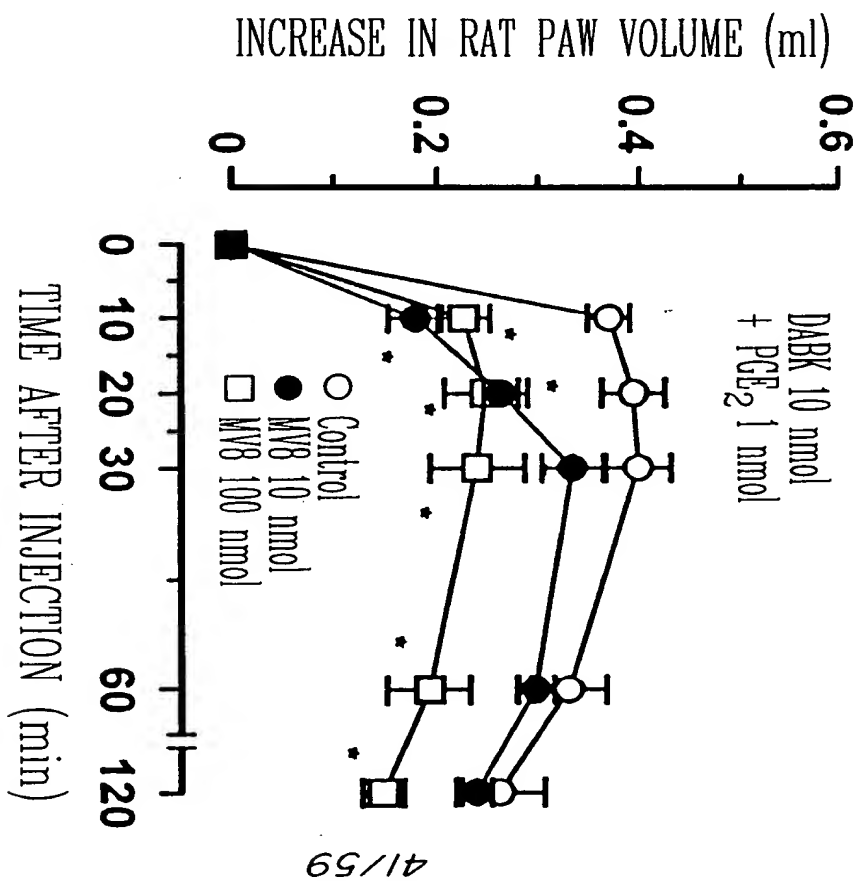 DABK 10 nmol
+ PGE₂ 1 nmol
INCREASE IN RAT PAW VOLUME (ml)
0.6
0.4
0.2
0
Control
MV8 10 nmol
MV8 100 nmol
0 10 20 30 60 120
TIME AFTER INJECTION (min)
41/59